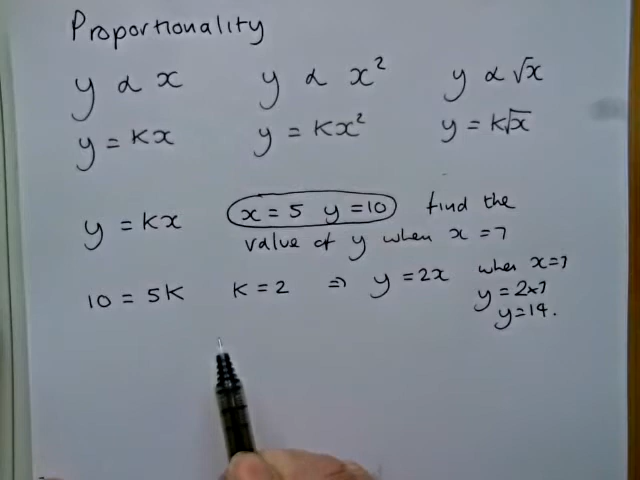 Proportionality
y ∝ x y ∝ x² y ∝ √x
y = kx y = kx² y = k√x
y = kx x = 5 y = 10 find the
value of y when x = 7
10 = 5k k = 2 ⇒ y = 2x when x = 7
y = 2×7
y = 14.